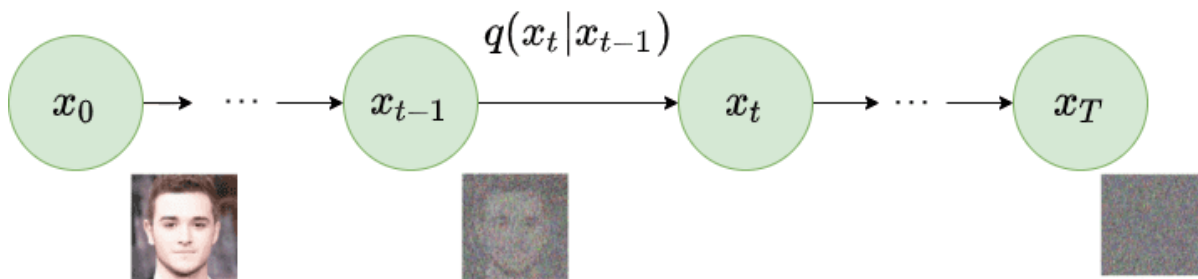 q(x_t|x_{t-1})
x_0 ... x_{t-1} x_t ... x_T